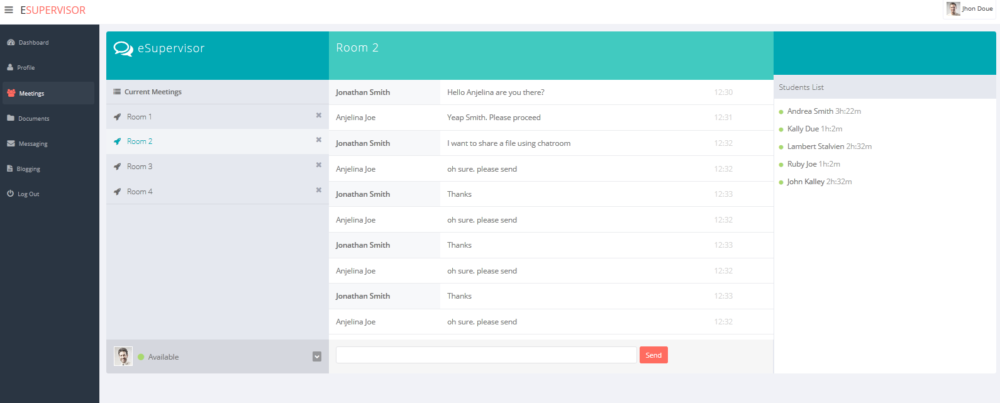 ESUPERVISOR
Jhon Doue
Dashboard
Profile
Meetings
Documents
Messaging
Blogging
Log Out
eSupervisor
Current Meetings
Room 1
Room 2
Room 3
Room 4
Available
Room 2
Jonathan Smith Hello Anjelina are you there? 12:30
Anjelina Joe Yeap Smith. Please proceed 12:31
Jonathan Smith I want to share a file using chatroom 12:32
Anjelina Joe oh sure. please send 12:32
Jonathan Smith Thanks 12:33
Anjelina Joe oh sure. please send 12:32
Jonathan Smith Thanks 12:33
Anjelina Joe oh sure. please send 12:32
Jonathan Smith Thanks 12:33
Anjelina Joe oh sure. please send 12:32
Send
Students List
Andrea Smith 3h:22m
Kally Due 1h:2m
Lambert Stalvien 2h:32m
Ruby Joe 1h:2m
John Kalley 2h:32m